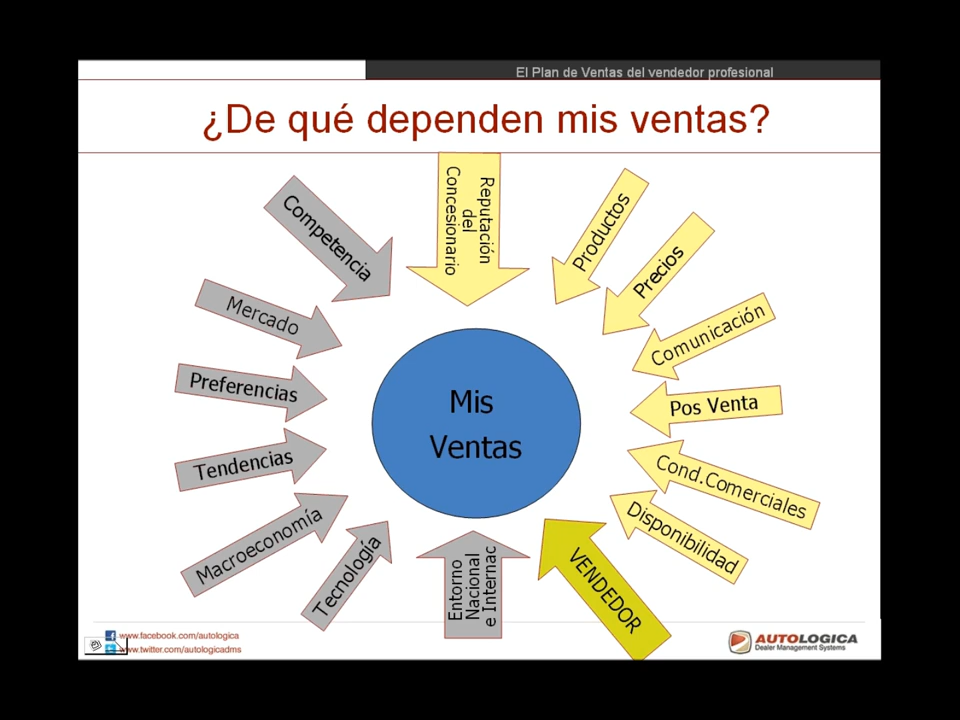 El Plan de Ventas del vendedor profesional
¿De qué dependen mis ventas?
Reputación
del
Concesionario
Productos
Precios
Comunicación
Pos Venta
Cond.Comerciales
Disponibilidad
VENDEDOR
Entorno
Nacional
e Internac
Tecnología
Macroeconomía
Tendencias
Preferencias
Mercado
Competencia
Mis
Ventas
www.facebook.com/autologica
www.twitter.com/autologicadms
AUTOLOGICA
Dealer Management Systems